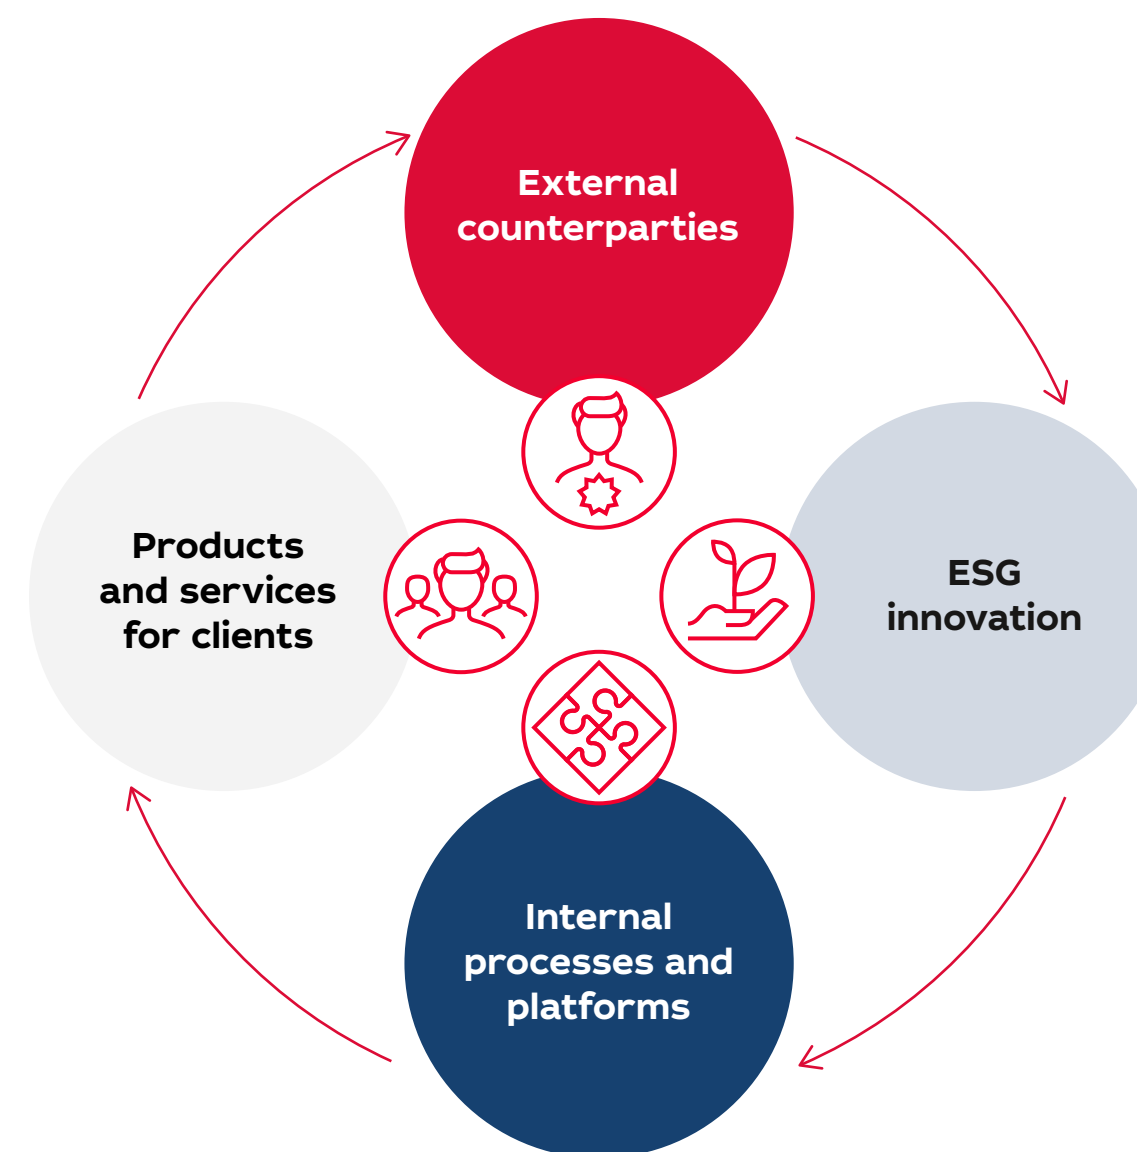 External
counterparties
Products
and services
for clients
ESG
innovation
Internal
processes and
platforms